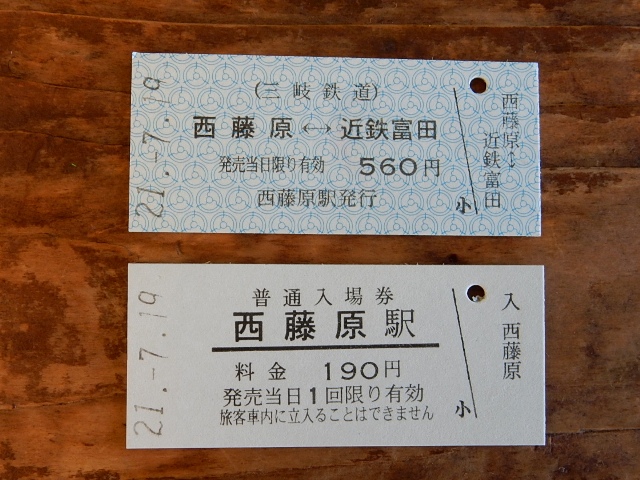 21.-7.19
(三岐鉄道)
西藤原↔近鉄富田
発売当日限り有効 560円
西藤原駅発行
小
西藤原↕近鉄富田
21.-7.19
普通入場券
西藤原駅
料金 190円
発売当日1回限り有効
旅客車内に立入ることはできません
小
入 西藤原